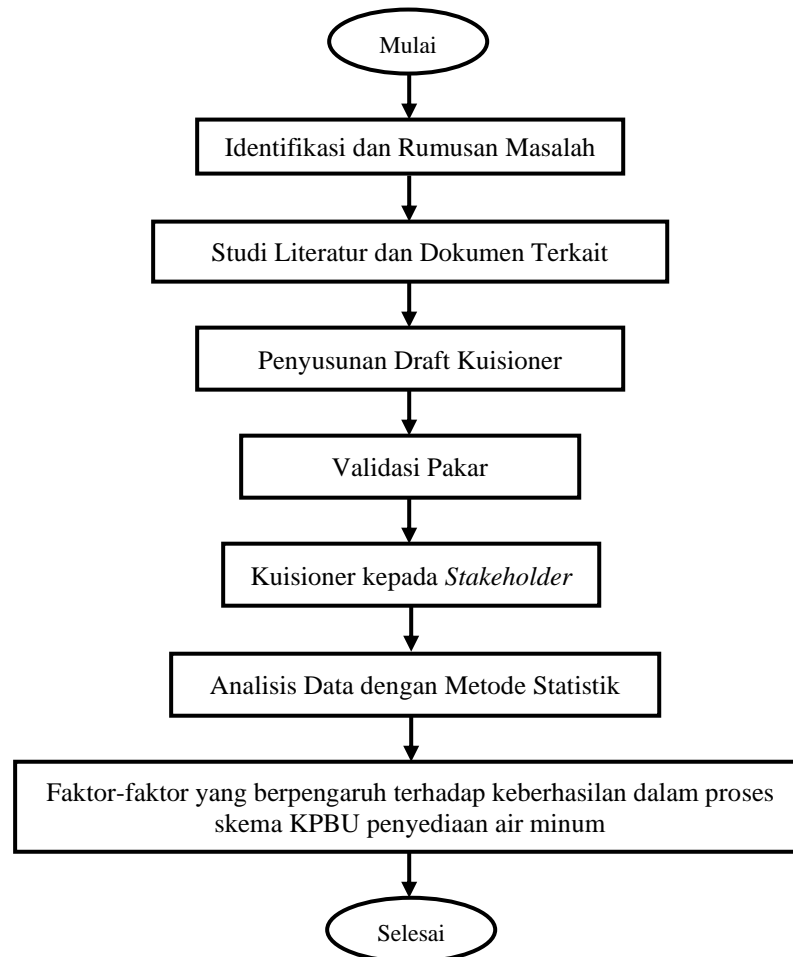 Mulai
Identifikasi dan Rumusan Masalah
Studi Literatur dan Dokumen Terkait
Penyusunan Draft Kuisioner
Validasi Pakar
Kuisioner kepada Stakeholder
Analisis Data dengan Metode Statistik
Faktor-faktor yang berpengaruh terhadap keberhasilan dalam proses
skema KPBU penyediaan air minum
Selesai